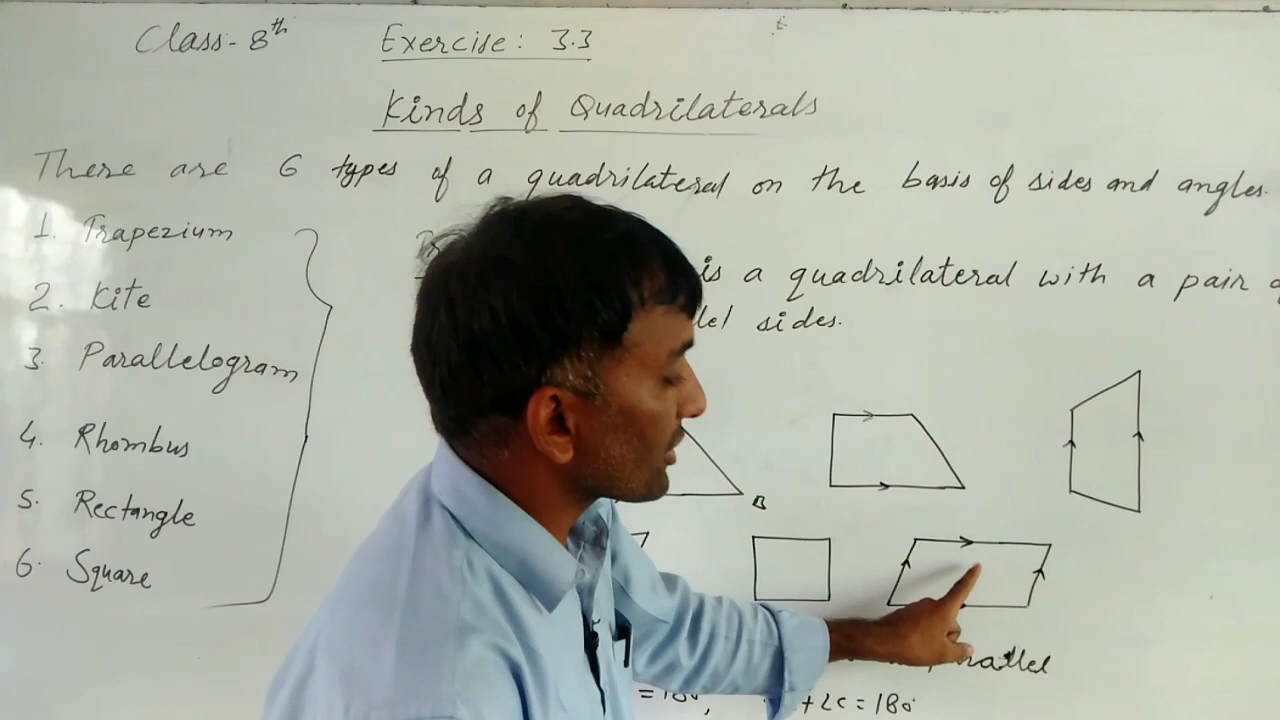 Class- 8th
Exercise: 3.3
Kinds of Quadrilaterals
There are 6 types of a quadrilateral on the basis of sides and angles.
1. Trapezium
2. Kite
3. Parallelogram
4. Rhombus
5. Rectangle
6. Square
is a quadrilateral with a pair
sides.
B
= 180°,
+∠C = 180°